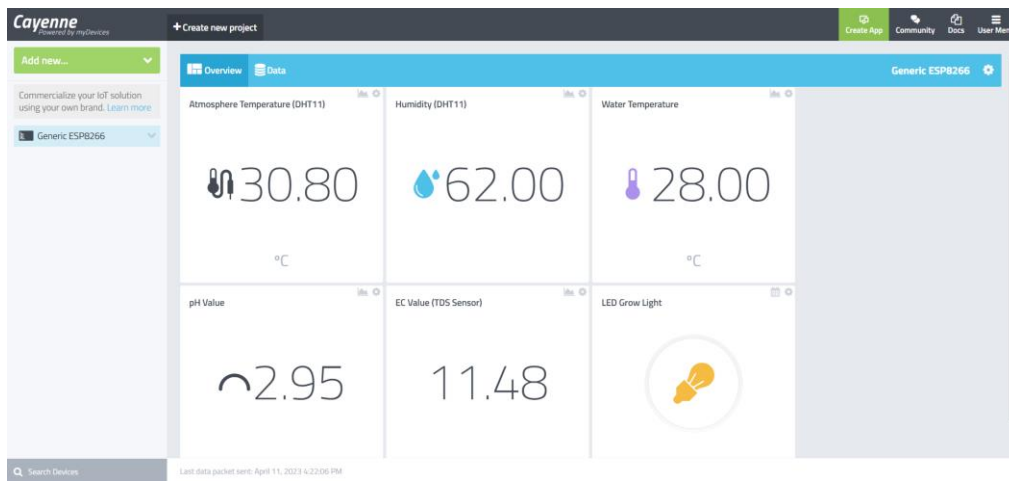 Cayenne
Powered by myDevices
+ Create new project
Create App
Community
Docs
User Men
Add new...
Overview
Data
Generic ESP8266
Commercialize your IoT solution
using your own brand. Learn more
Generic ESP8266
Atmosphere Temperature (DHT11)
Humidity (DHT11)
Water Temperature
30.80
62.00
28.00
°C
°C
pH Value
EC Value (TDS Sensor)
LED Grow Light
2.95
11.48
Search Devices
Last data packet sent: April 11, 2023 4:22:06 PM